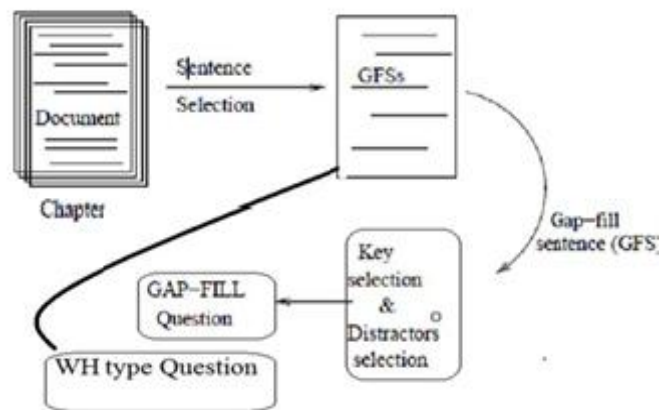 Document
Chapter
Sentence
Selection
GFSs
Gap-fill
sentence (GFS)
Key
selection
&
Distractors
selection
GAP-FILL
Question
WH type Question